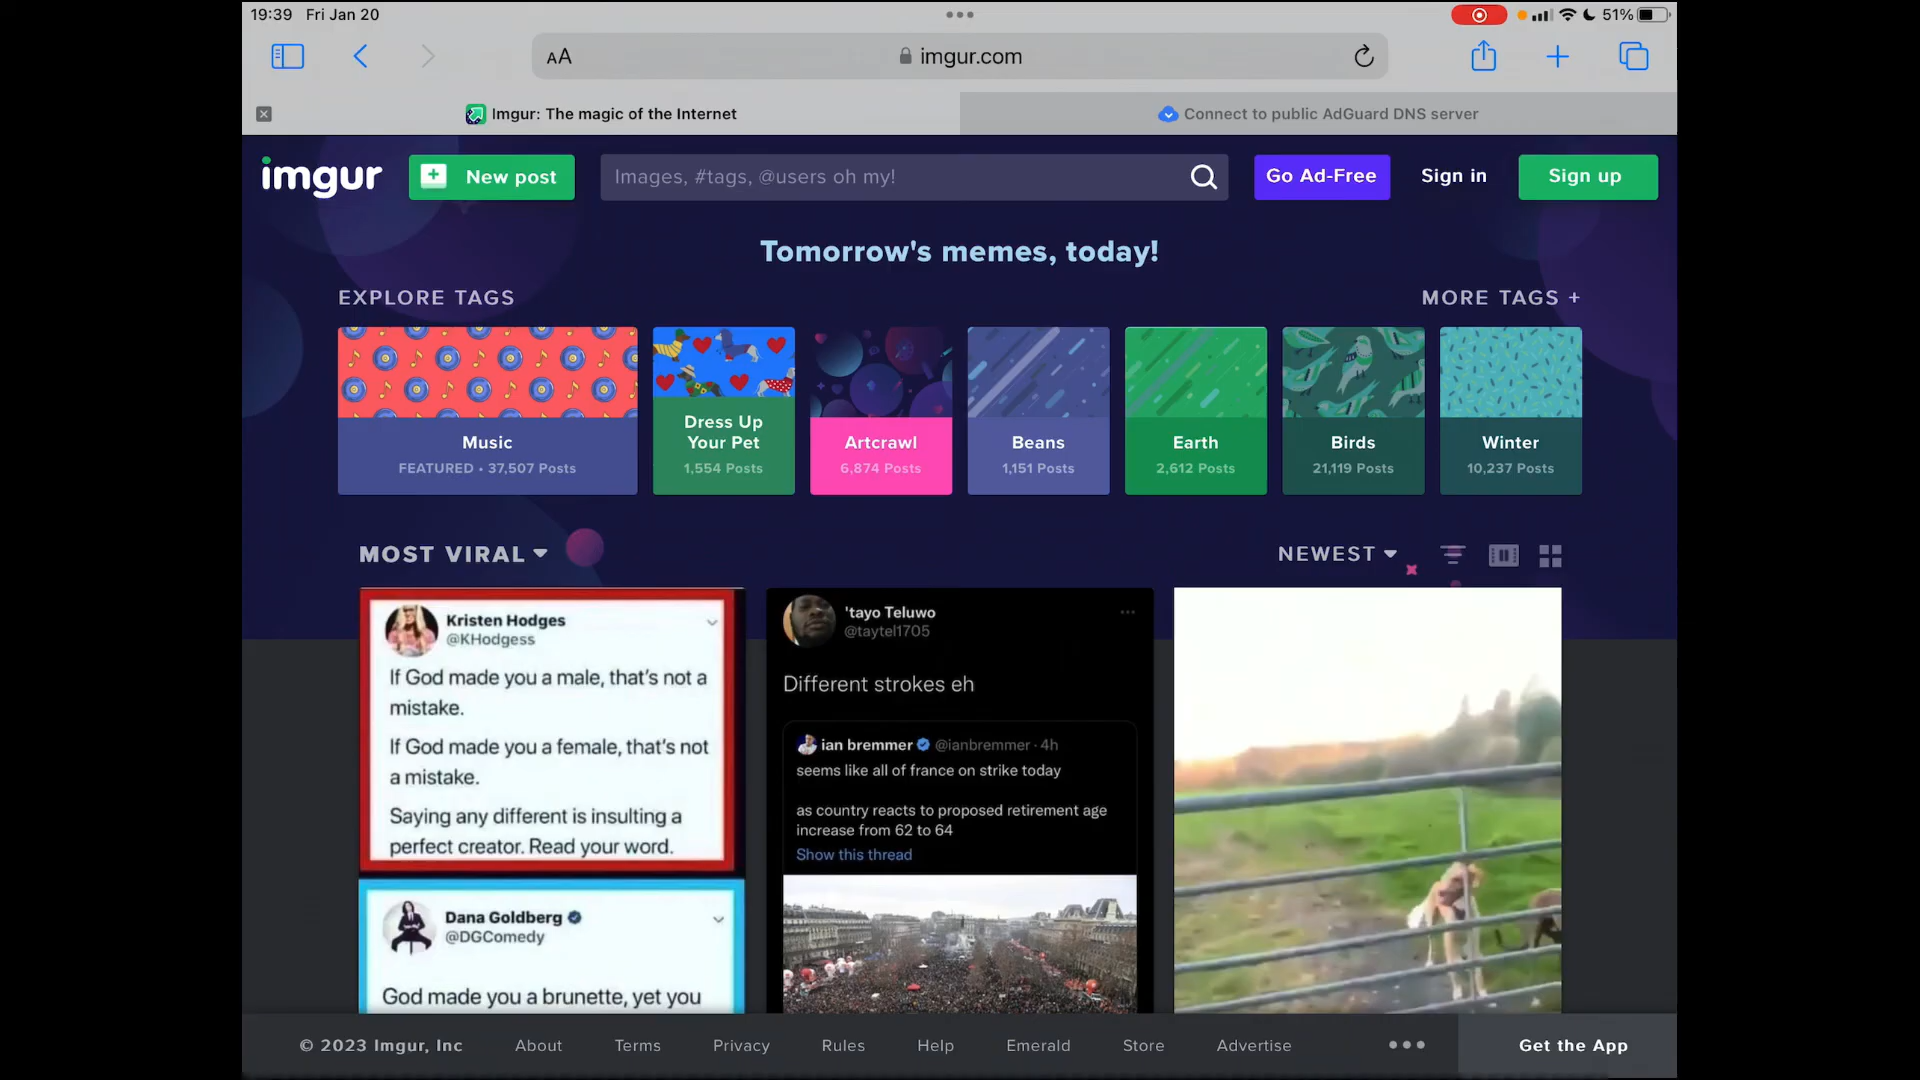 19:39 Fri Jan 20
51%
AA
imgur.com
Imgur: The magic of the Internet
Connect to public AdGuard DNS server
imgur
New post
Images, #tags, @users oh my!
Go Ad-Free
Sign in
Sign up
Tomorrow's memes, today!
EXPLORE TAGS
MORE TAGS +
Music
FEATURED • 37,507 Posts
Dress Up
Your Pet
1,554 Posts
Artcrawl
6,874 Posts
Beans
1,151 Posts
Earth
2,612 Posts
Birds
21,119 Posts
Winter
10,237 Posts
MOST VIRAL
NEWEST
Kristen Hodges
@KHodgess
If God made you a male, that's not a
mistake.
If God made you a female, that's not
a mistake.
Saying any different is insulting a
perfect creator. Read your word.
Dana Goldberg
@DGComedy
God made you a brunette, yet you
'tayo Teluwo
@taytel1705
Different strokes eh
ian bremmer @ianbremmer · 4h
seems like all of france on strike today
as country reacts to proposed retirement age
increase from 62 to 64
Show this thread
© 2023 Imgur, Inc
About
Terms
Privacy
Rules
Help
Emerald
Store
Advertise
Get the App